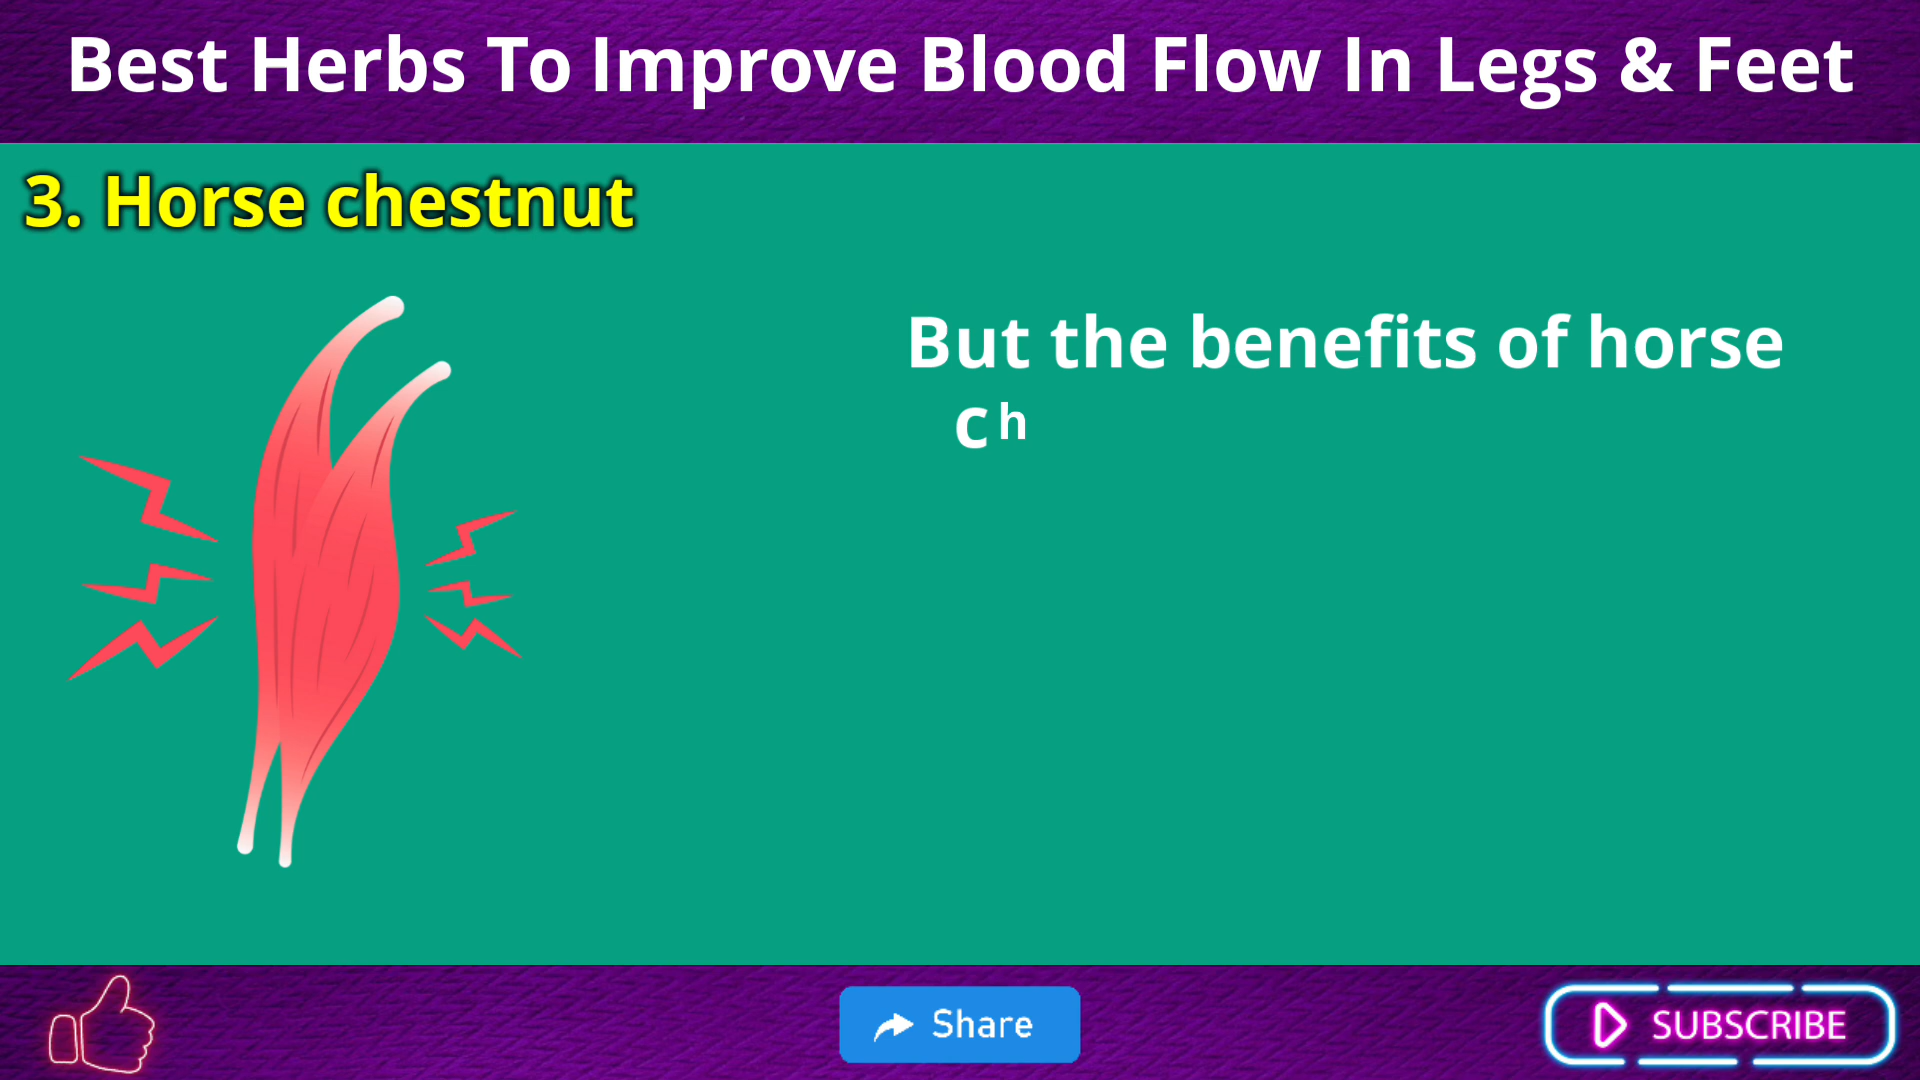 Best Herbs To Improve Blood Flow In Legs & Feet
3. Horse chestnut
But the benefits of horse
ch
Share
SUBSCRIBE